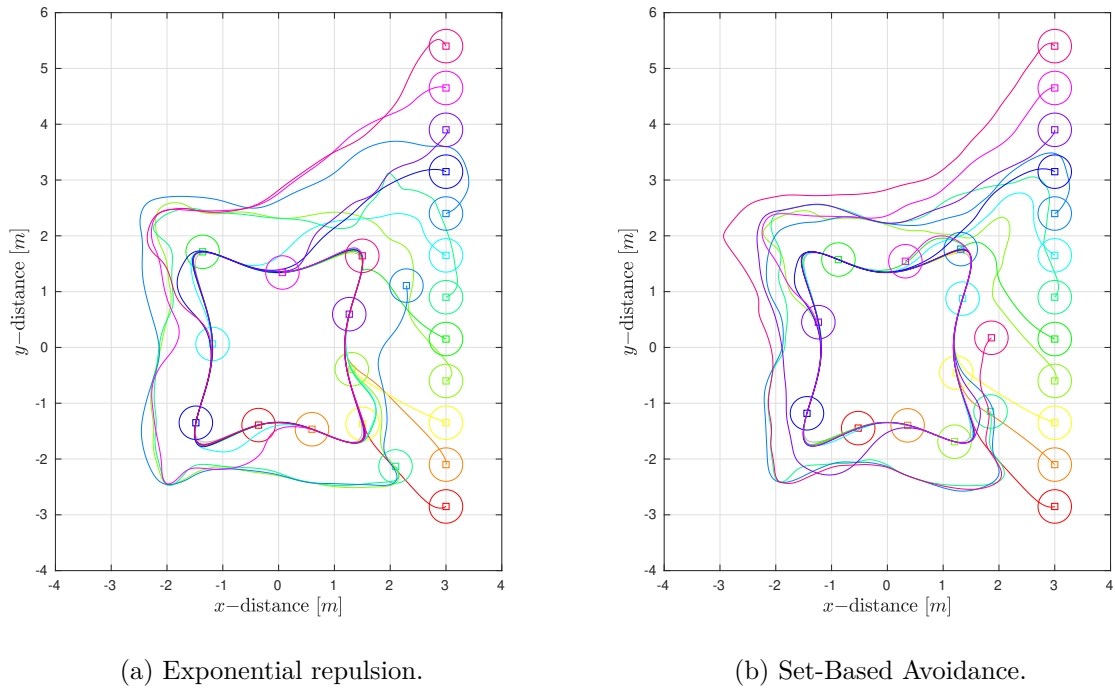 6
5
4
3
2
1
0
-1
-2
-3
-4
-4 -3 -2 -1 0 1 2 3 4
y−distance [m]
x−distance [m]
(a) Exponential repulsion.
6
5
4
3
2
1
0
-1
-2
-3
-4
-4 -3 -2 -1 0 1 2 3 4
y−distance [m]
x−distance [m]
(b) Set-Based Avoidance.